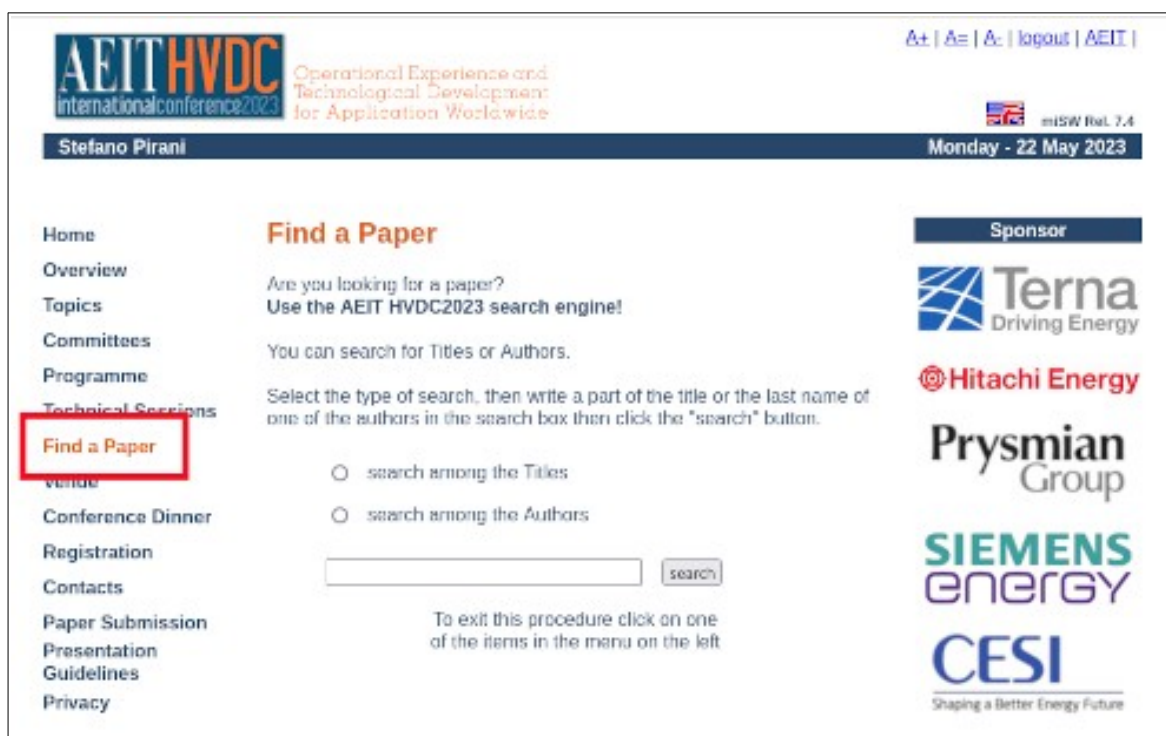 A+ | A= | A- | logout | AEIT |
AEITHVDC
internationalconference2023
Operational Experience and
Technological Development
for Application Worldwide
miSW Rel. 7.4
Stefano Pirani
Monday - 22 May 2023
Home
Overview
Topics
Committees
Programme
Technical Sessions
Find a Paper
Venue
Conference Dinner
Registration
Contacts
Paper Submission
Presentation
Guidelines
Privacy
Find a Paper
Are you looking for a paper?
Use the AEIT HVDC2023 search engine!
You can search for Titles or Authors.
Select the type of search, then write a part of the title or the last name of
one of the authors in the search box then click the "search" button.
search among the Titles
search among the Authors
search
To exit this procedure click on one
of the items in the menu on the left
Sponsor
Terna
Driving Energy
Hitachi Energy
Prysmian
Group
SIEMENS
energy
CESI
Shaping a Better Energy Future